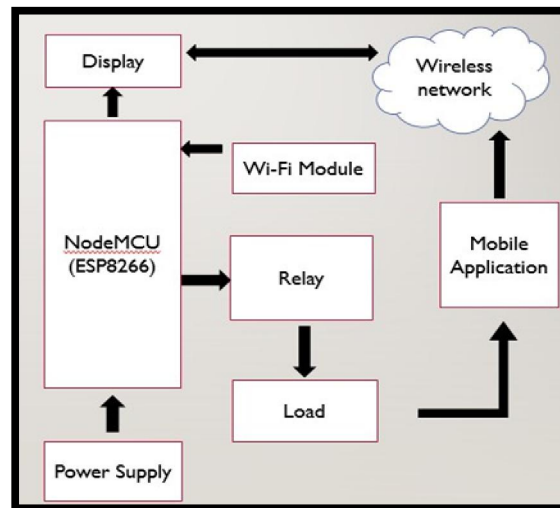 Display
Wireless
network
Wi-Fi Module
NodeMCU
(ESP8266)
Relay
Mobile
Application
Load
Power Supply